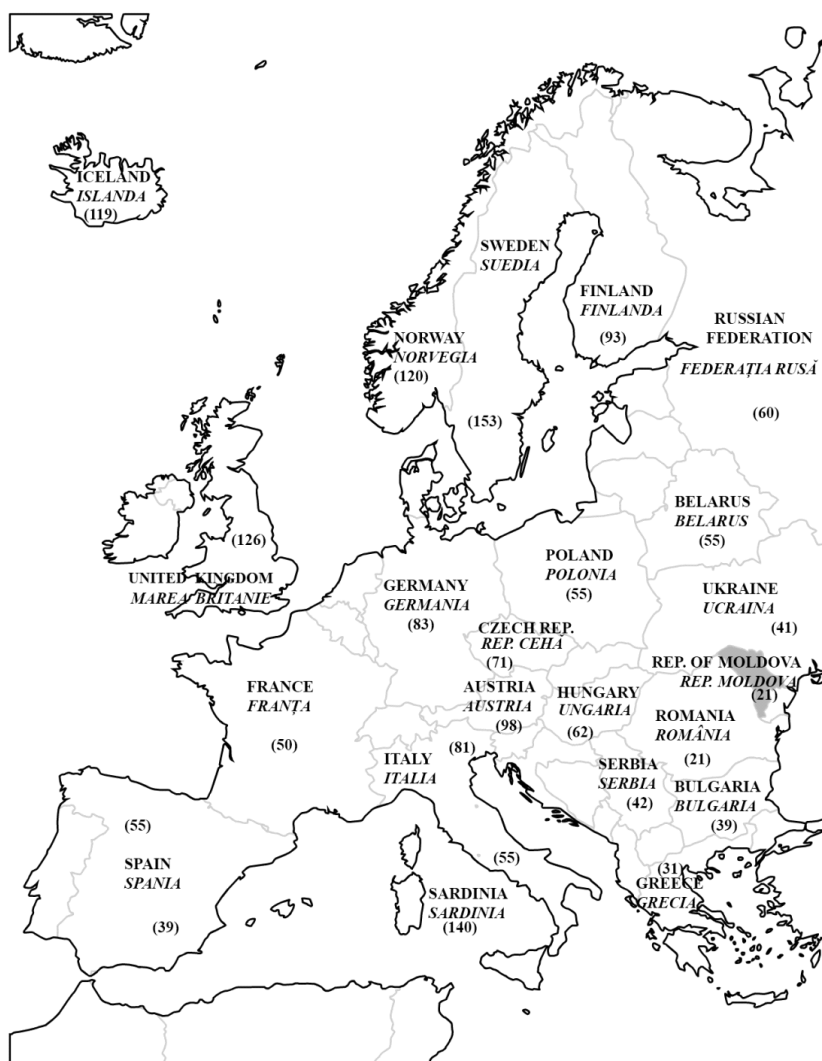 ICELAND
ISLANDA
(119)
SWEDEN
SUEDIA
FINLAND
FINLANDA
(93)
RUSSIAN
FEDERATION
FEDERAȚIA RUSĂ
(60)
NORWAY
NORVEGIA
(120)
(153)
BELARUS
BELARUS
(55)
(126)
UNITED KINGDOM
MAREA BRITANIE
GERMANY
GERMANIA
(83)
POLAND
POLONIA
(55)
UKRAINE
UCRAINA
(41)
CZECH REP.
REP. CEHĂ
(71)
REP. OF MOLDOVA
REP. MOLDOVA
(21)
FRANCE
FRANȚA
(50)
AUSTRIA
AUSTRIA
(98)
HUNGARY
UNGARIA
(62)
ROMANIA
ROMÂNIA
(21)
(81)
ITALY
ITALIA
SERBIA
SERBIA
(42)
BULGARIA
BULGARIA
(39)
(55)
SPAIN
SPANIA
(39)
(55)
SARDINIA
SARDINIA
(140)
(31)
GREECE
GRECIA